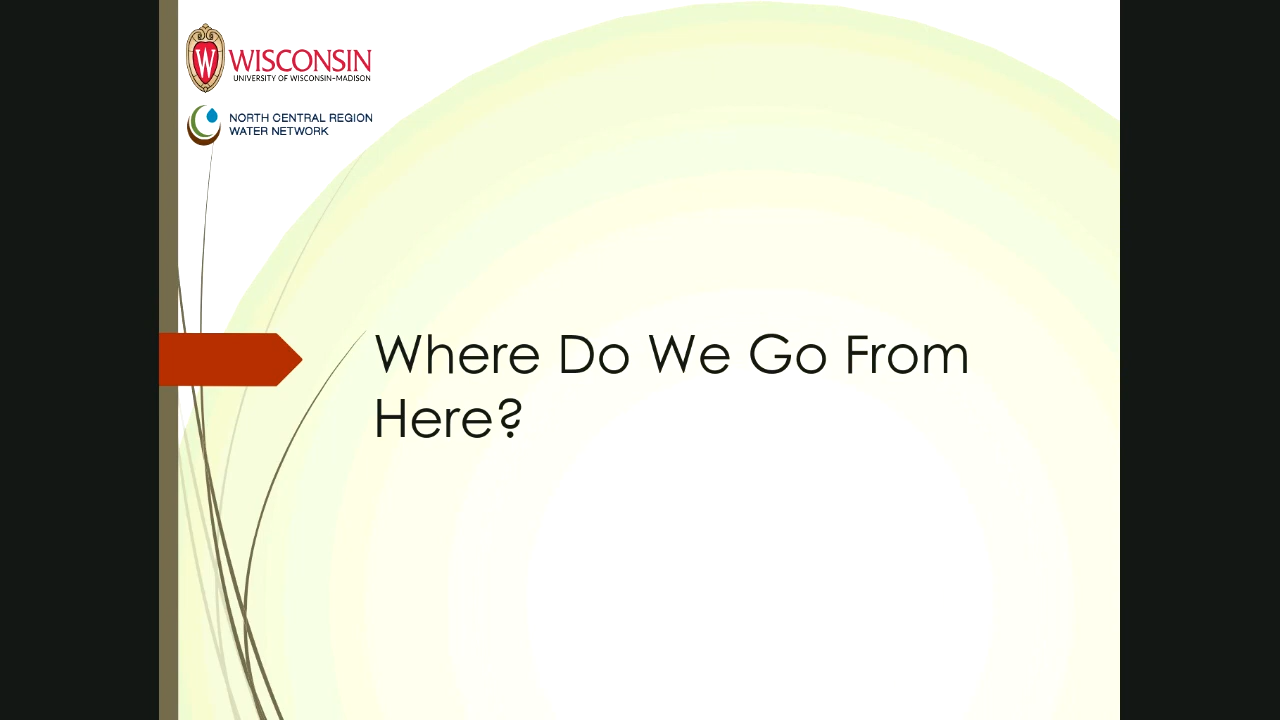 W
WISCONSIN
UNIVERSITY OF WISCONSIN–MADISON
NORTH CENTRAL REGION
WATER NETWORK
Where Do We Go From
Here?